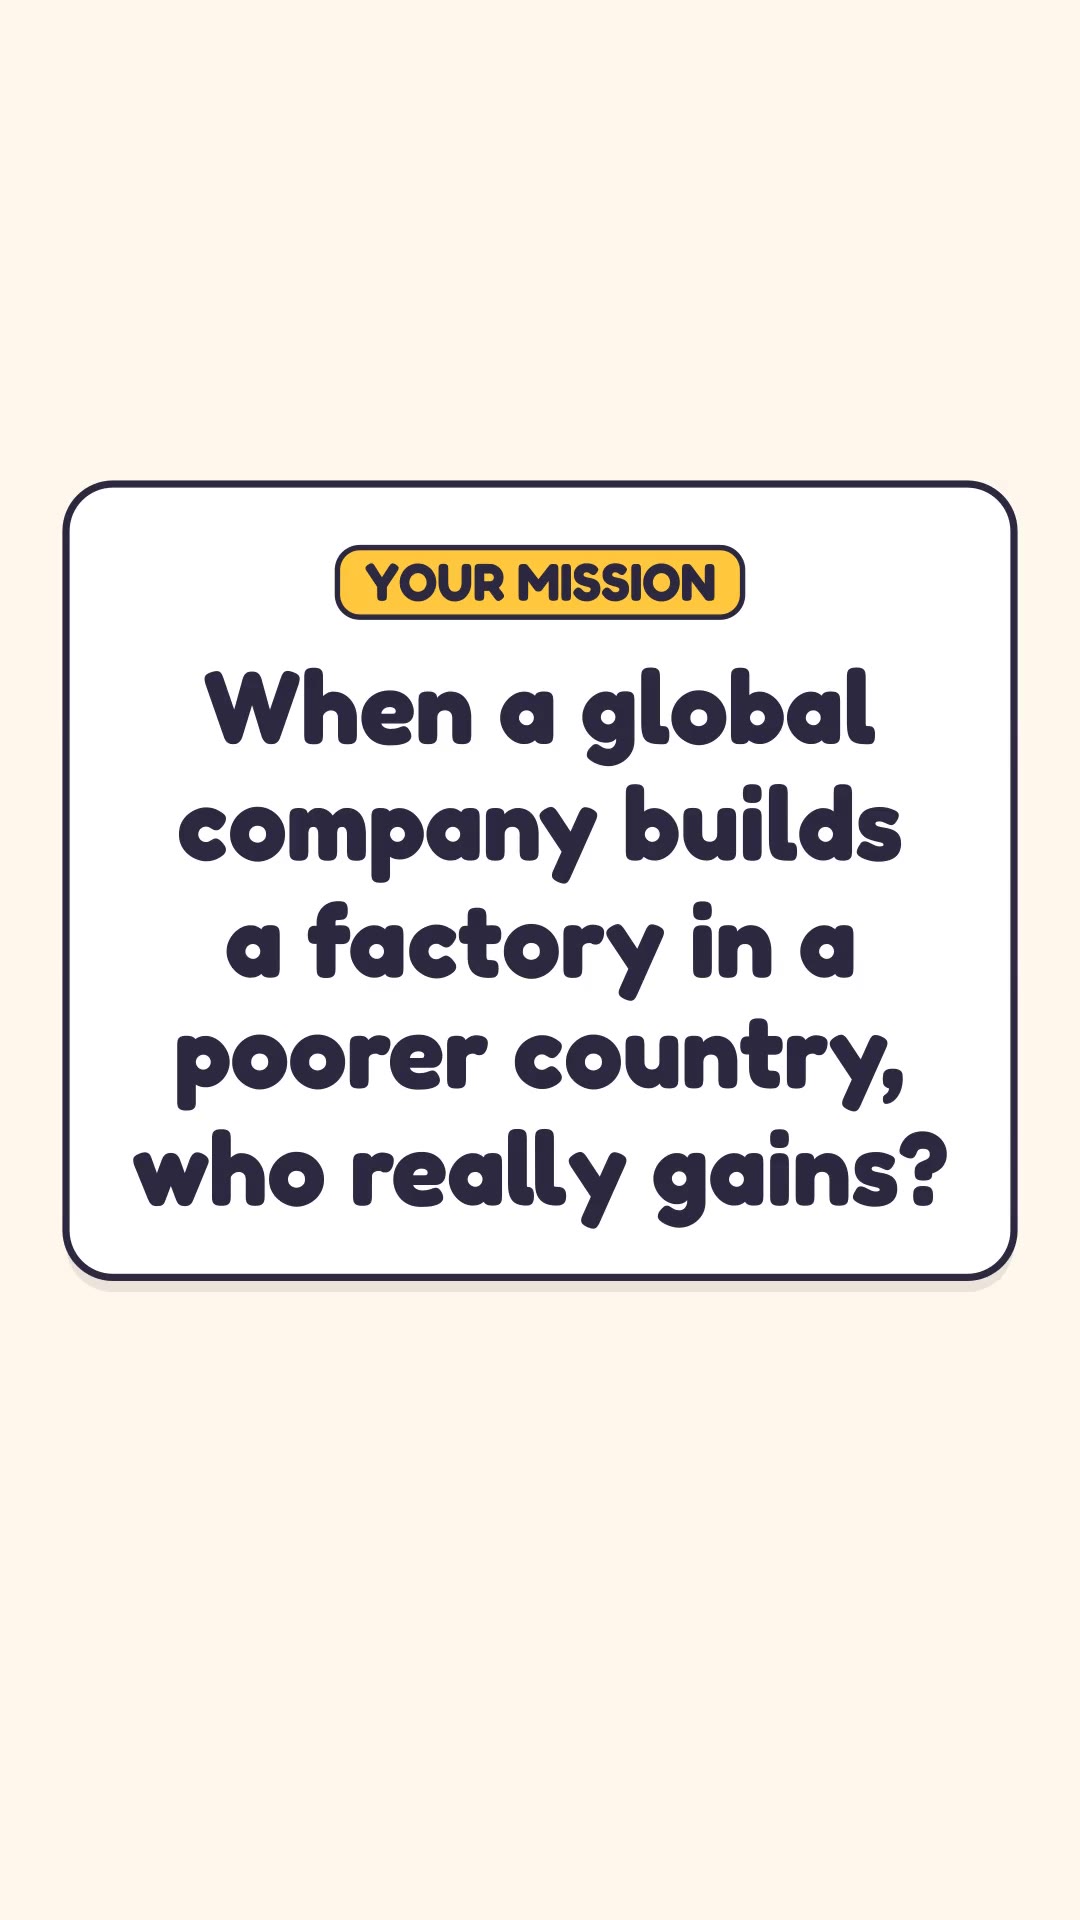 YOUR MISSION
When a global
company builds
a factory in a
poorer country,
who really gains?